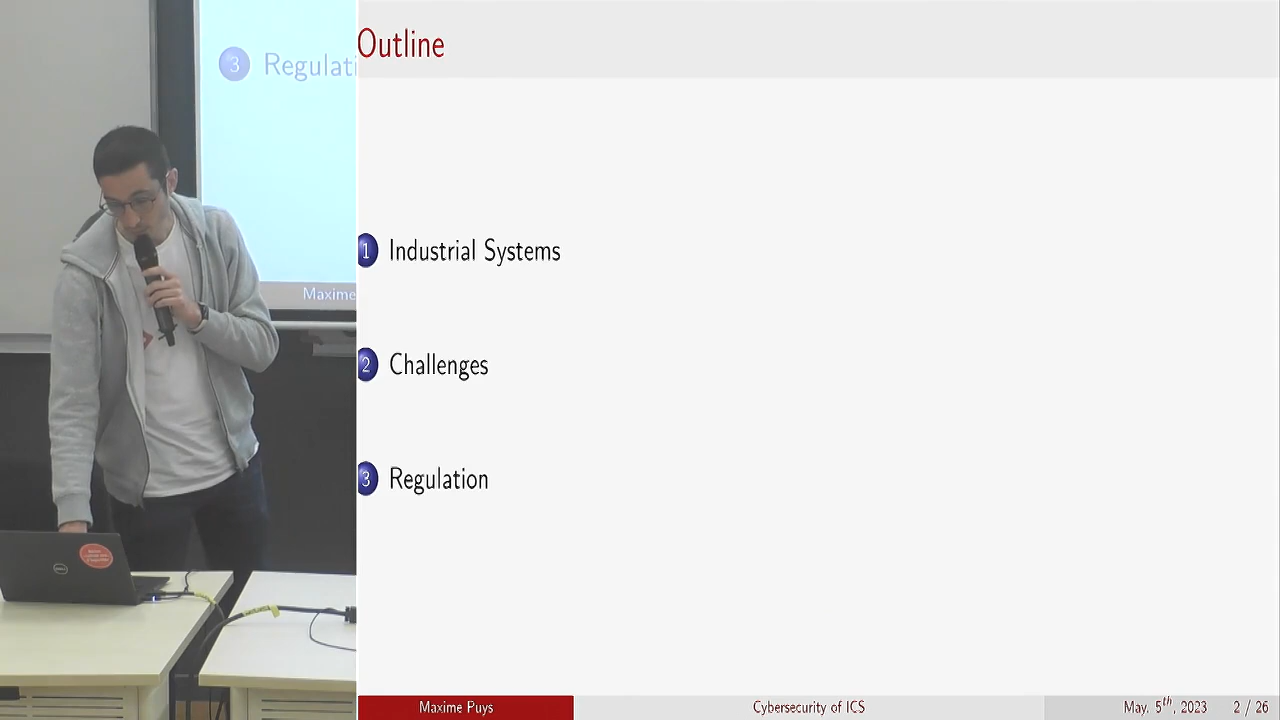 3 Regulati
Maxime
Outline
1 Industrial Systems
2 Challenges
3 Regulation
Maxime Puys
Cybersecurity of ICS
May. 5th, 2023 2 / 26
DELL